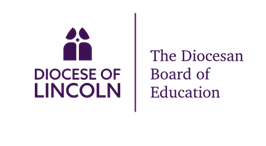 DIOCESE OF
LINCOLN
The Diocesan
Board of
Education